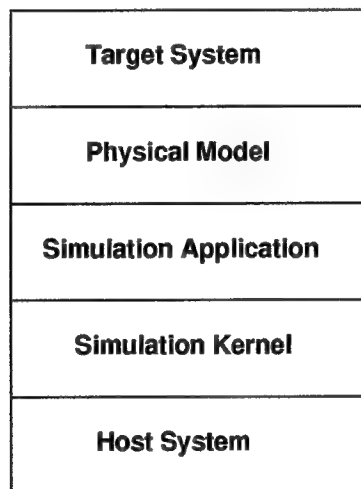 Target System
Physical Model
Simulation Application
Simulation Kernel
Host System